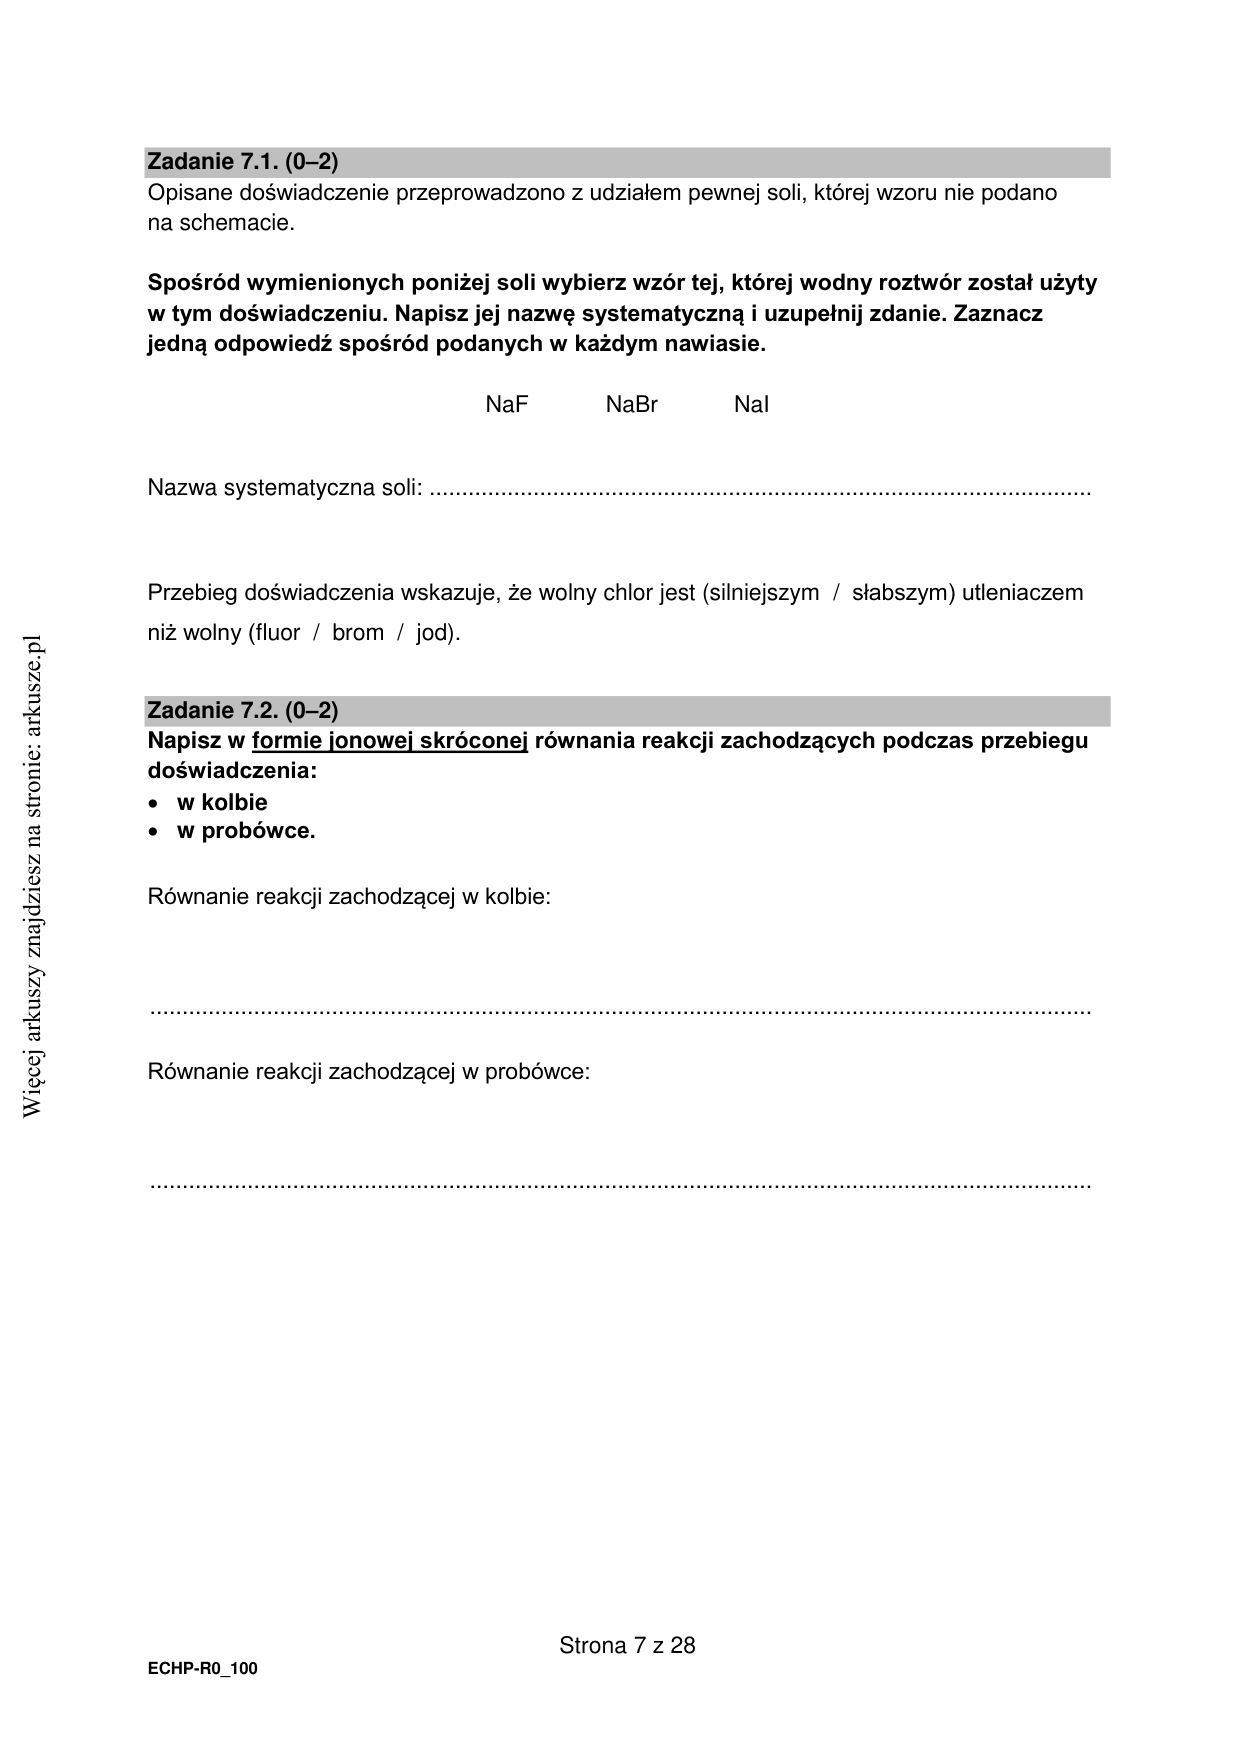 Zadanie 7.1. (0–2)
Opisane doświadczenie przeprowadzono z udziałem pewnej soli, której wzoru nie podano
na schemacie.
Spośród wymienionych poniżej soli wybierz wzór tej, której wodny roztwór został użyty
w tym doświadczeniu. Napisz jej nazwę systematyczną i uzupełnij zdanie. Zaznacz
jedną odpowiedź spośród podanych w każdym nawiasie.
NaF NaBr NaI
Nazwa systematyczna soli: ....................................................................................................
Przebieg doświadczenia wskazuje, że wolny chlor jest (silniejszym / słabszym) utleniaczem
niż wolny (fluor / brom / jod).
Zadanie 7.2. (0–2)
Napisz w formie jonowej skróconej równania reakcji zachodzących podczas przebiegu
doświadczenia:
• w kolbie
• w probówce.
Równanie reakcji zachodzącej w kolbie:
..............................................................................................................................................
Równanie reakcji zachodzącej w probówce:
..............................................................................................................................................
Strona 7 z 28
ECHP-R0_100
Więcej arkuszy znajdziesz na stronie: arkusze.pl